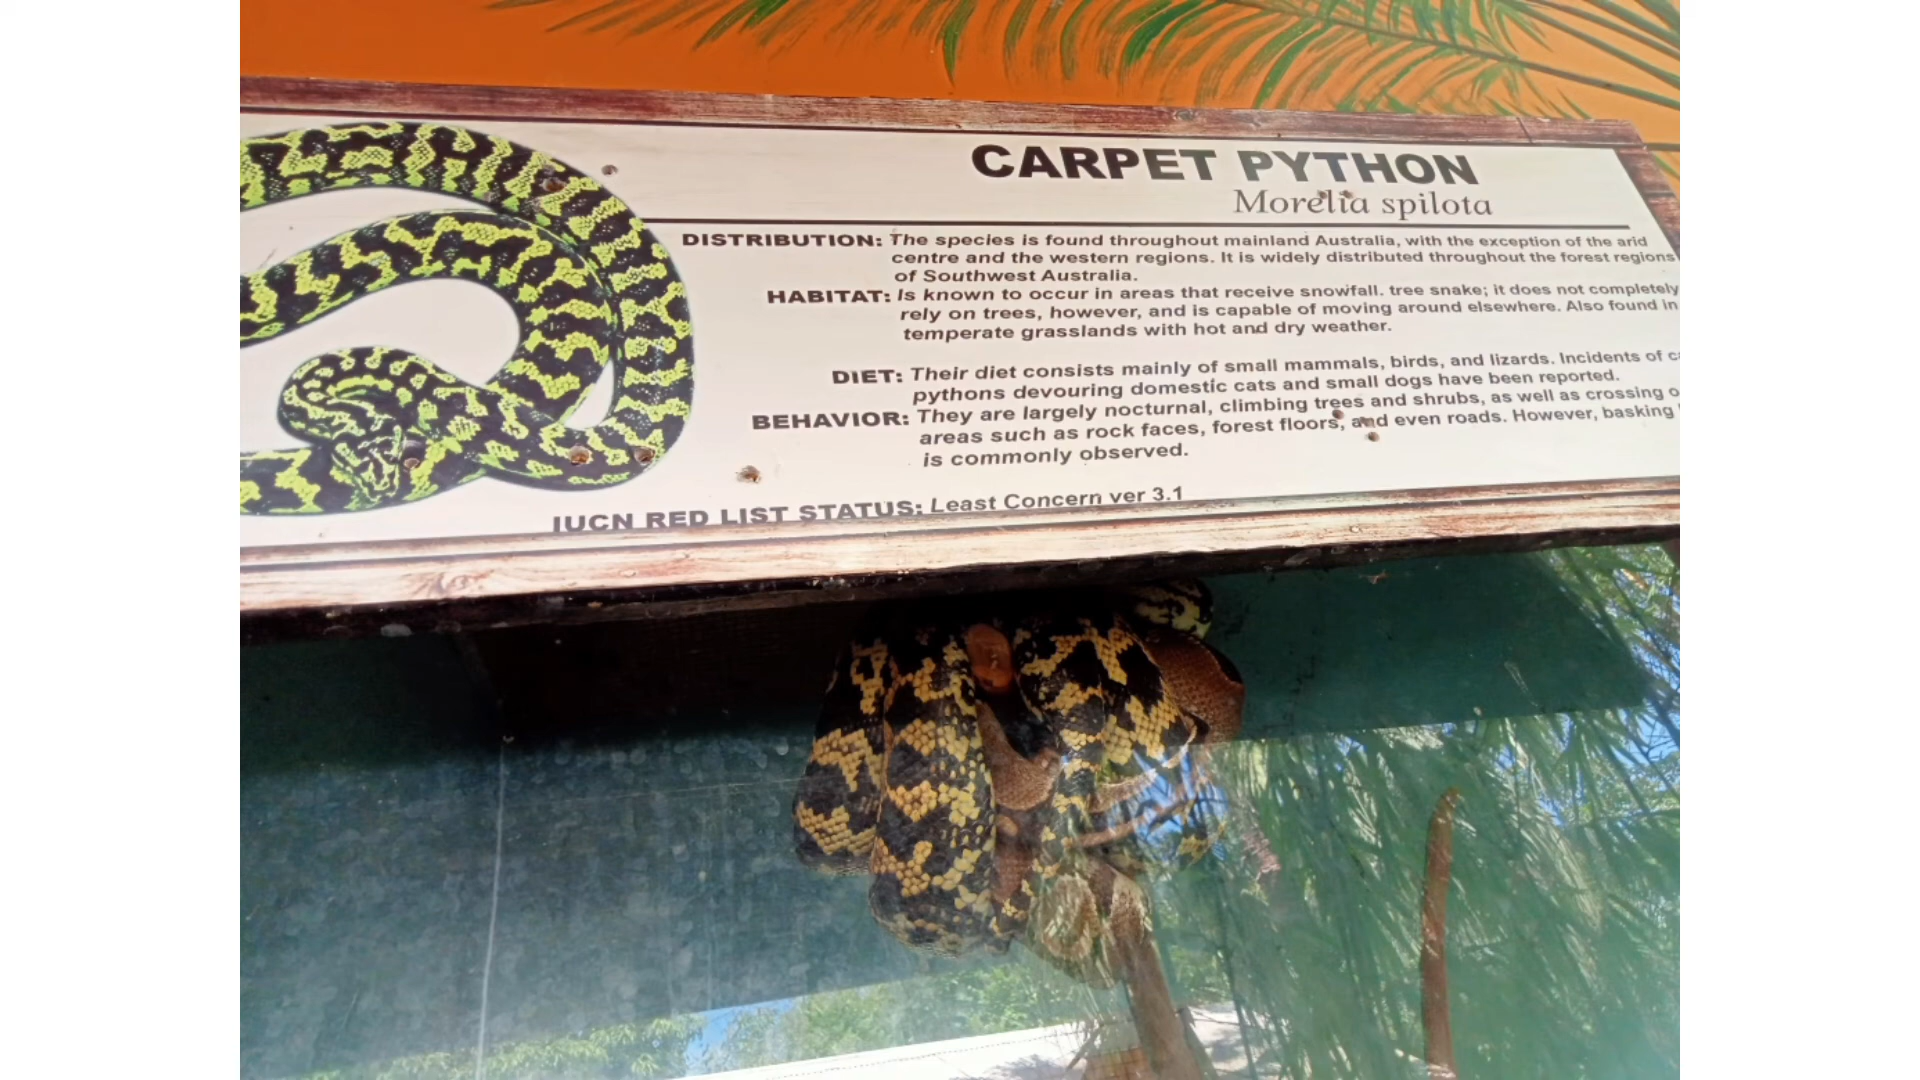 CARPET PYTHON
Morelia spilota
DISTRIBUTION: The species is found throughout mainland Australia, with the exception of the arid
centre and the western regions. It is widely distributed throughout the forest regions
of Southwest Australia.
HABITAT: Is known to occur in areas that receive snowfall. tree snake; it does not completely
rely on trees, however, and is capable of moving around elsewhere. Also found in
temperate grasslands with hot and dry weather.
DIET: Their diet consists mainly of small mammals, birds, and lizards. Incidents of
pythons devouring domestic cats and small dogs have been reported.
BEHAVIOR: They are largely nocturnal, climbing trees and shrubs, as well as crossing
areas such as rock faces, forest floors, and even roads. However, basking
is commonly observed.
IUCN RED LIST STATUS: Least Concern ver 3.1